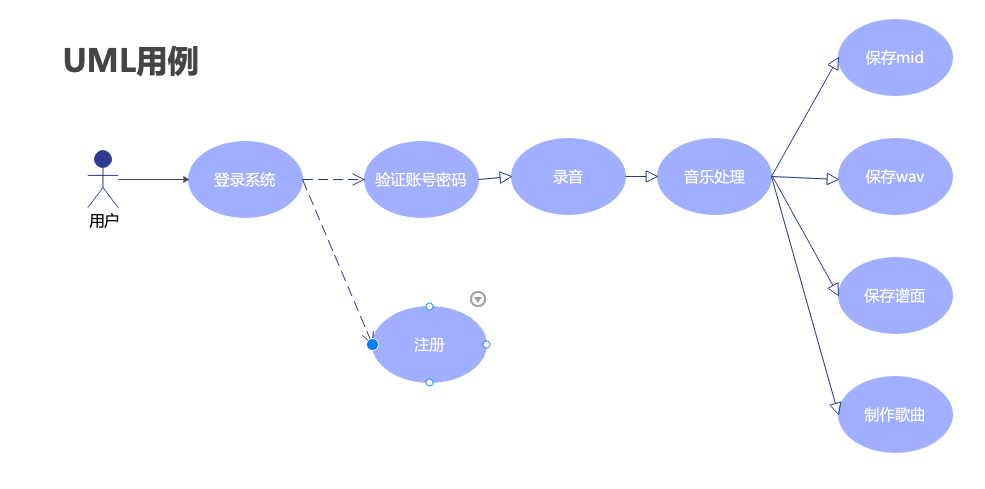 UML用例
用户
登录系统
验证账号密码
录音
音乐处理
保存mid
保存wav
保存谱面
制作歌曲
注册